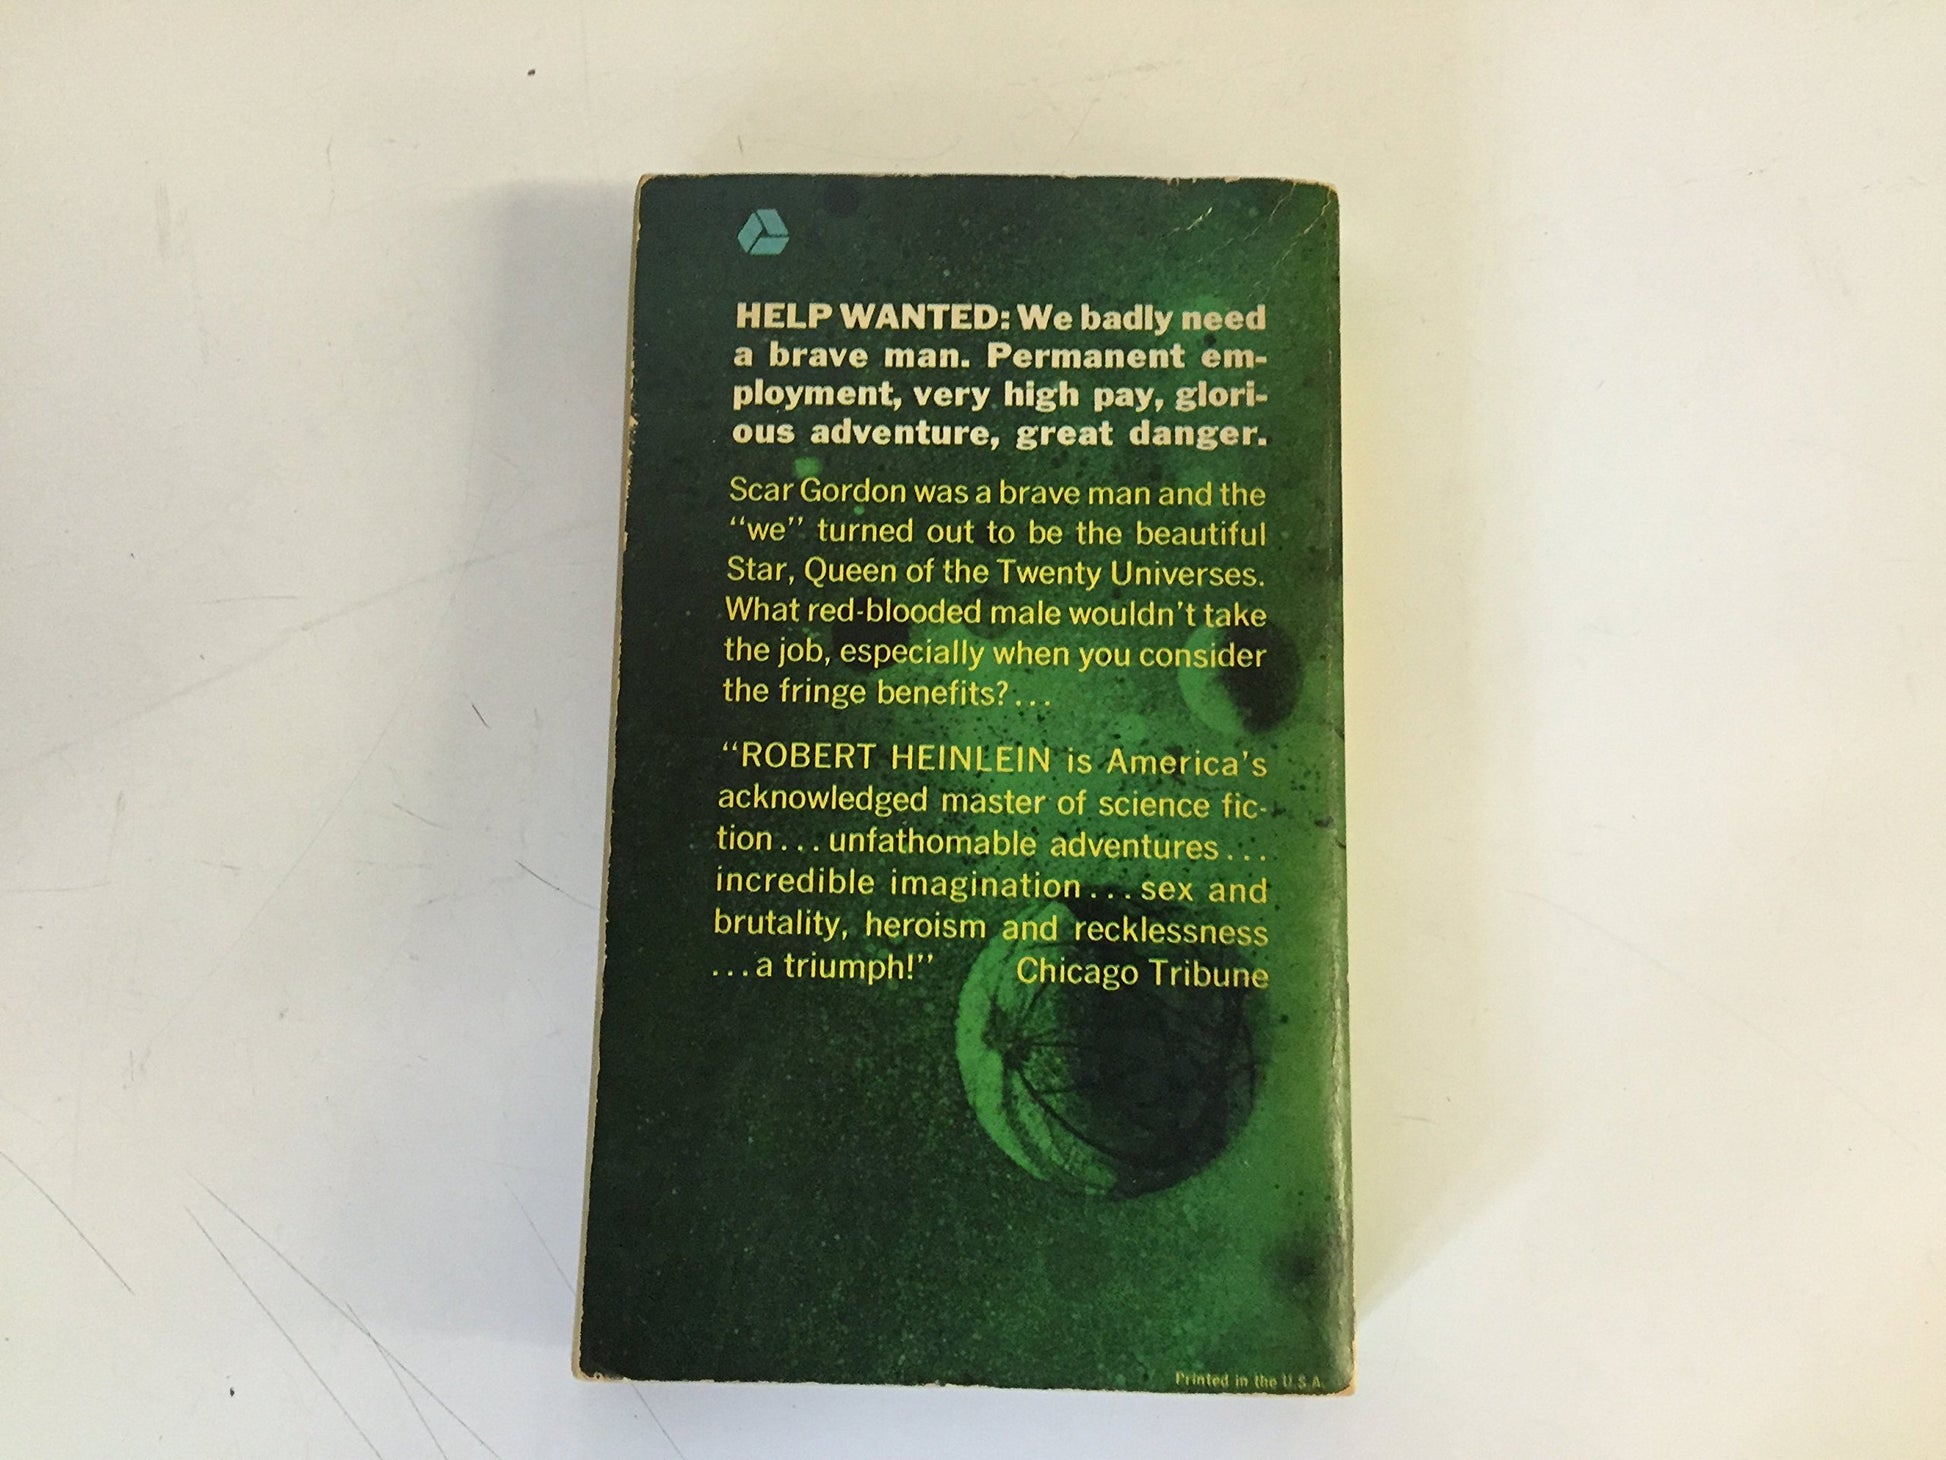 HELP WANTED: We badly need
a brave man. Permanent em-
ployment, very high pay, glori-
ous adventure, great danger.
Scar Gordon was a brave man and the
“we” turned out to be the beautiful
Star, Queen of the Twenty Universes.
What red-blooded male wouldn't take
the job, especially when you consider
the fringe benefits?...
“ROBERT HEINLEIN is America's
acknowledged master of science fic-
tion... unfathomable adventures...
incredible imagination... sex and
brutality, heroism and recklessness
...a triumph!” Chicago Tribune
Printed in the U.S.A.